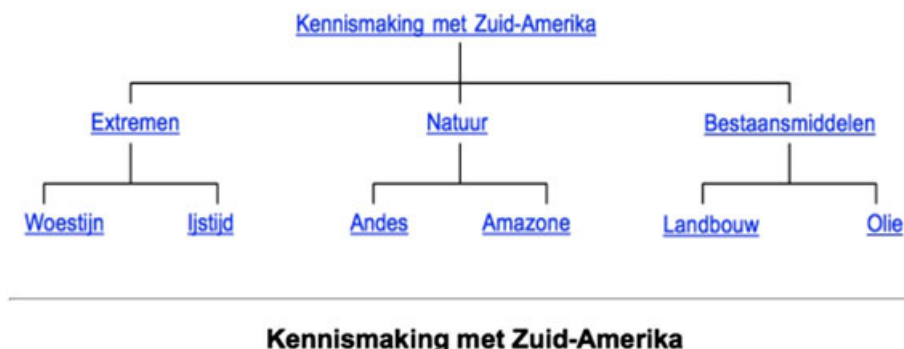 Kennismaking met Zuid-Amerika
Extremen Natuur Bestaansmiddelen
Woestijn Ijstijd Andes Amazone Landbouw Olie
Kennismaking met Zuid-Amerika